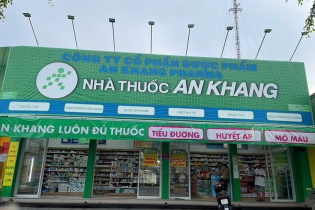 CÔNG TY CỔ PHẦN DƯỢC PHẨM
AN KHANG PHARMA
NHÀ THUỐC AN KHANG
N KHANG LUÔN ĐỦ THUỐC TIỂU ĐƯỜNG HUYẾT ÁP MỠ MÁU